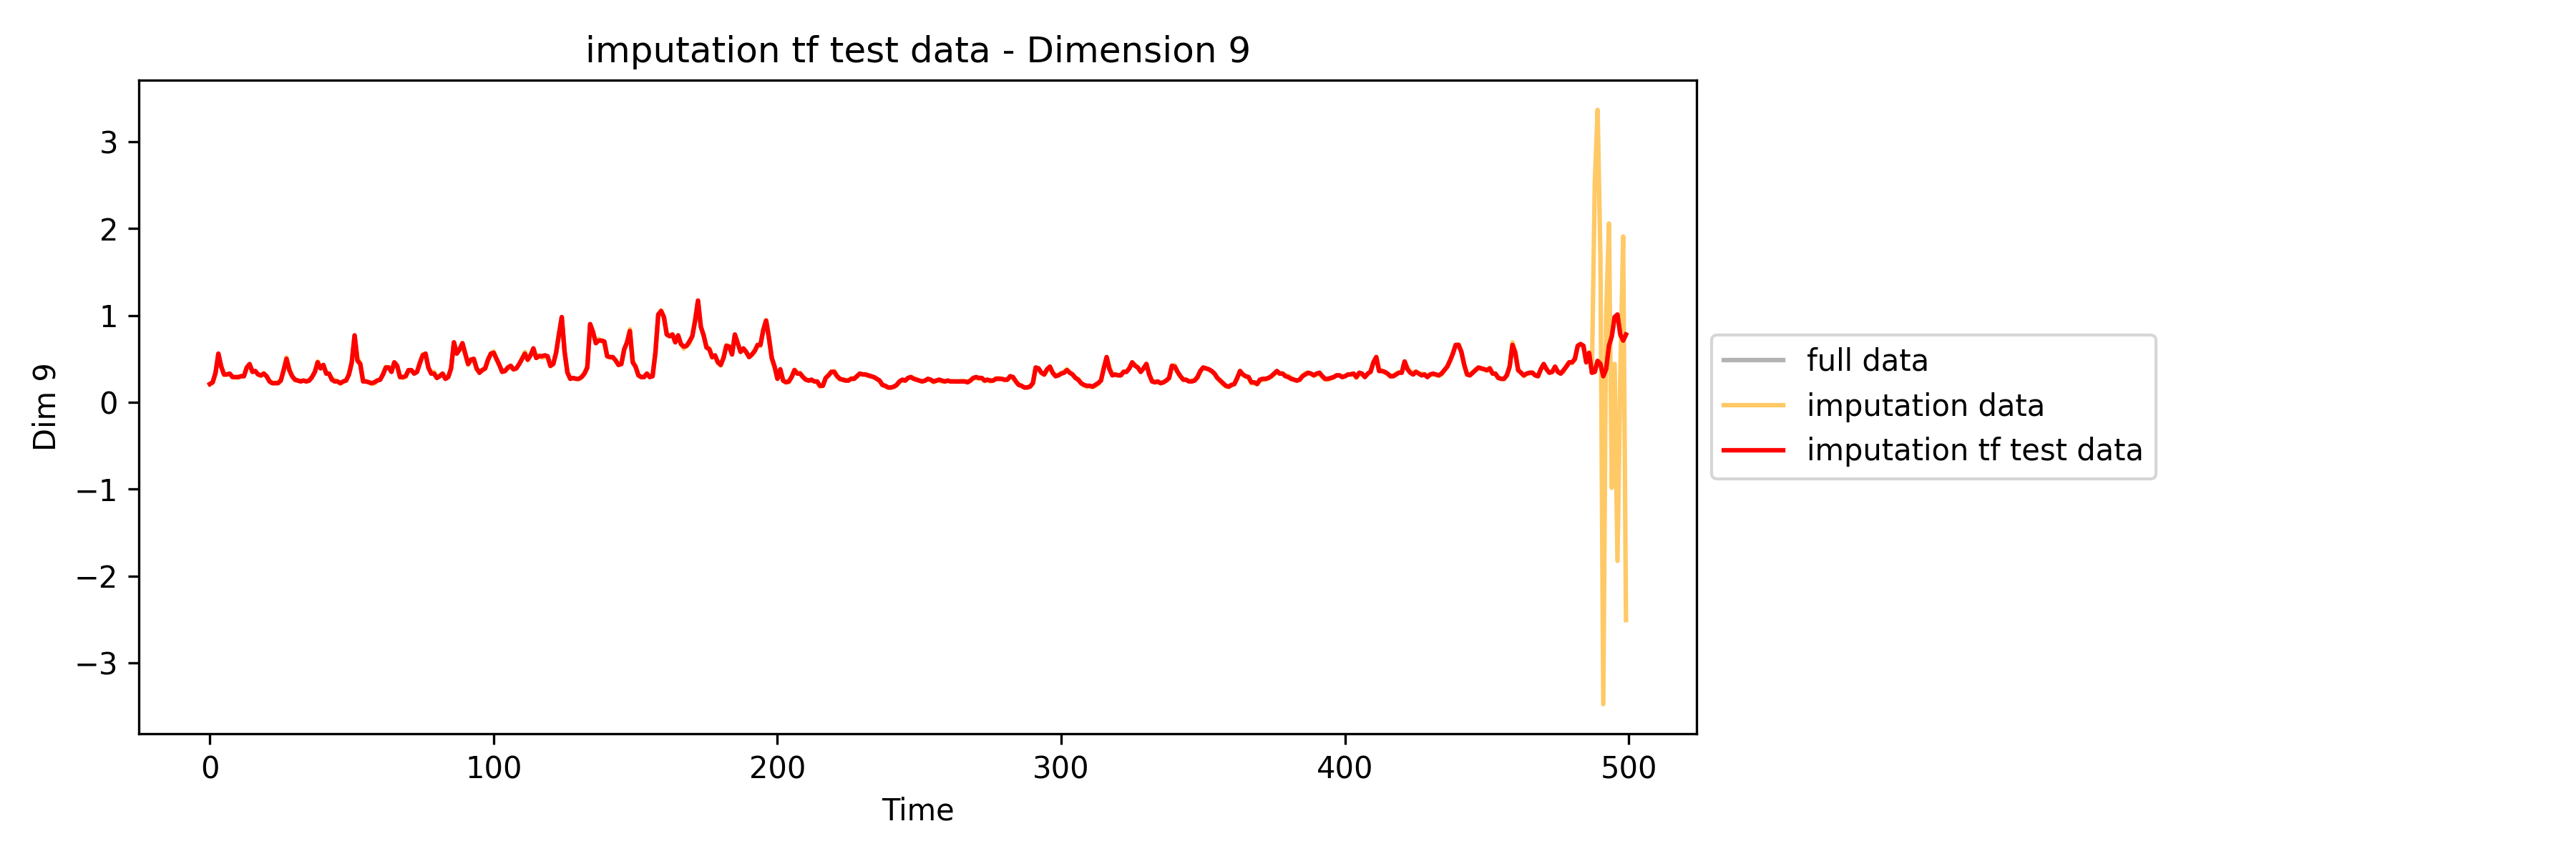 imputation tf test data - Dimension 9
3
2
1
0
−1
−2
−3
Dim 9
0 100 200 300 400 500
Time
full data
imputation data
imputation tf test data